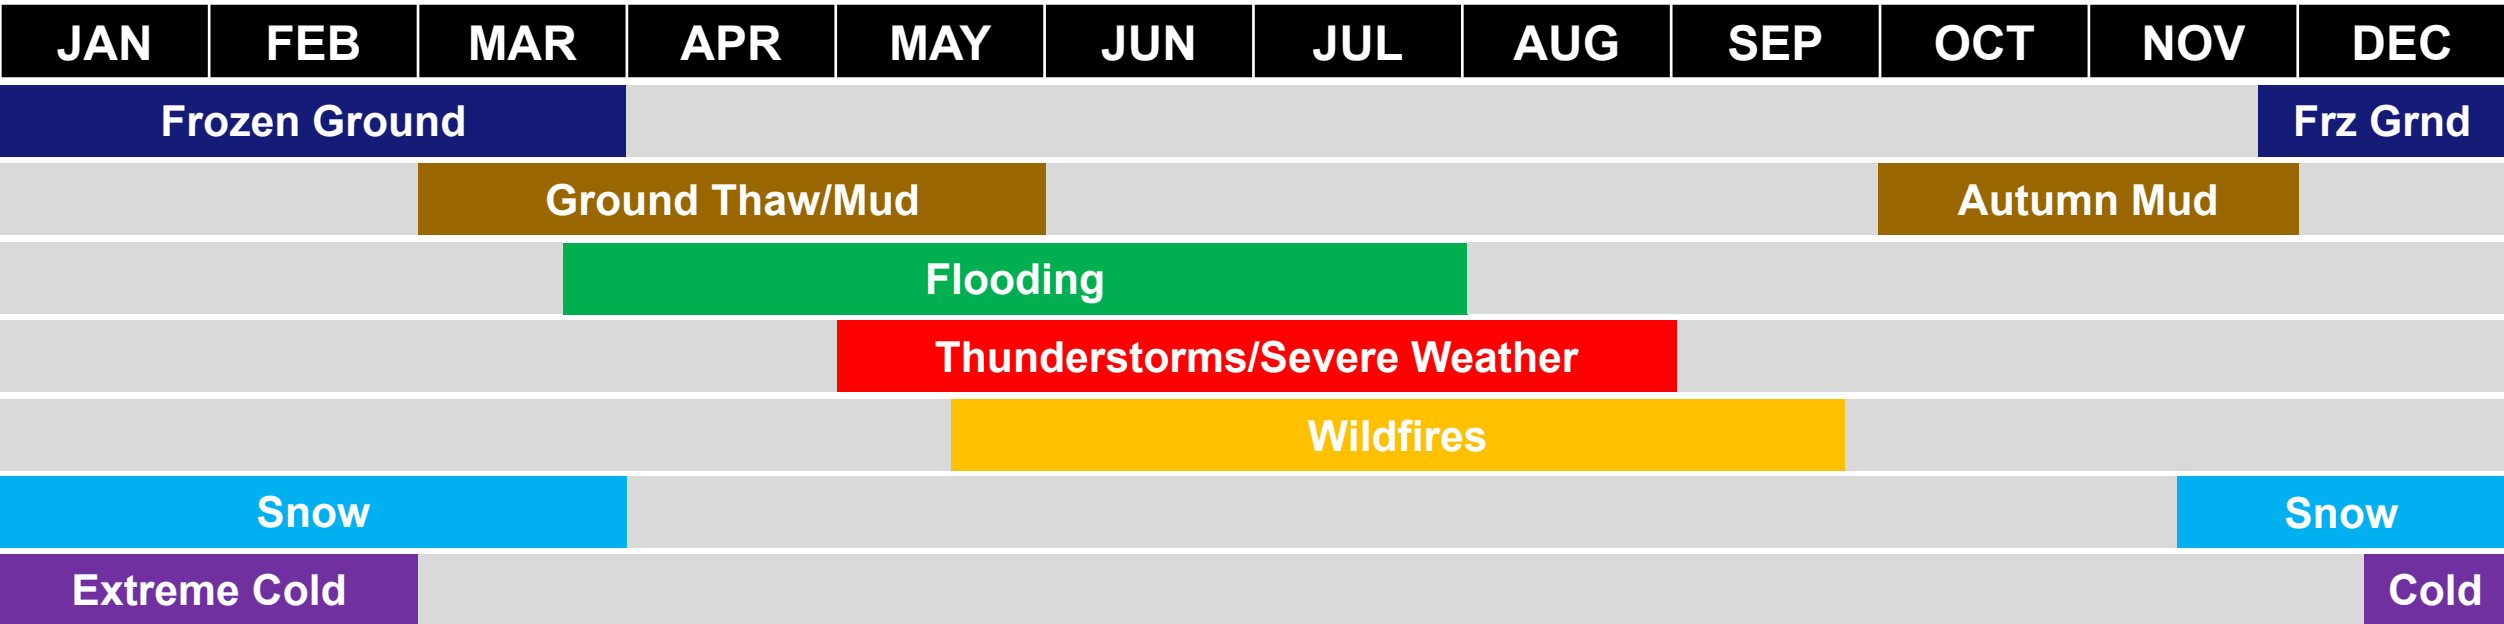 JAN FEB MAR APR MAY JUN JUL AUG SEP OCT NOV DEC
Frozen Ground Frz Grnd
Ground Thaw/Mud Autumn Mud
Flooding
Thunderstorms/Severe Weather
Wildfires
Snow Snow
Extreme Cold Cold